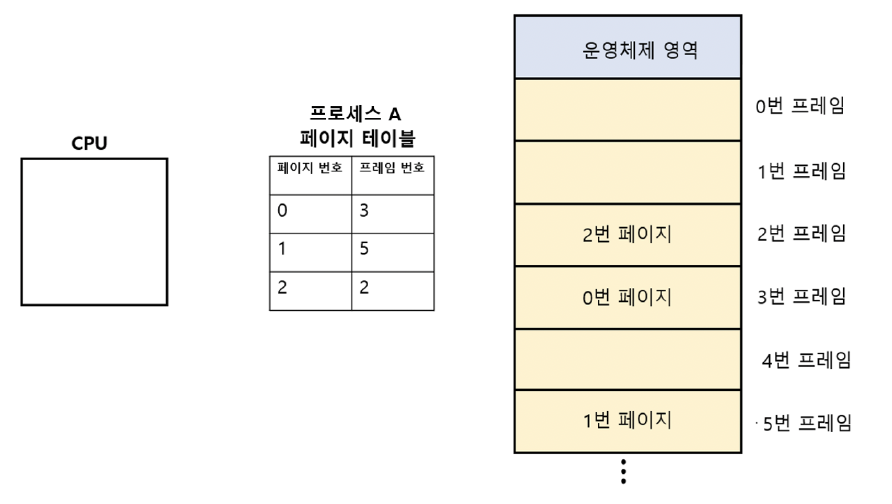 CPU
프로세스 A
페이지 테이블
페이지 번호 프레임 번호
0 3
1 5
2 2
운영체제 영역
0번 프레임
1번 프레임
2번 페이지 2번 프레임
0번 페이지 3번 프레임
4번 프레임
1번 페이지 5번 프레임